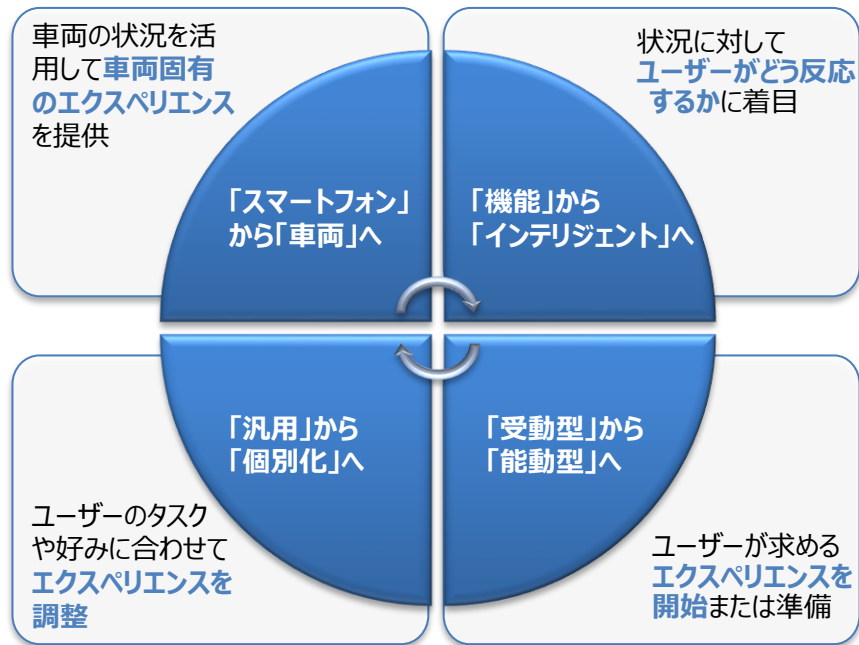 車両の状況を活
用して車両固有
のエクスペリエンス
を提供
状況に対して
ユーザーがどう反応
するかに着目
「スマートフォン」
から「車両」へ
「機能」から
「インテリジェント」へ
「汎用」から
「個別化」へ
「受動型」から
「能動型」へ
ユーザーのタスク
や好みに合わせて
エクスペリエンスを
調整
ユーザーが求める
エクスペリエンスを
開始または準備